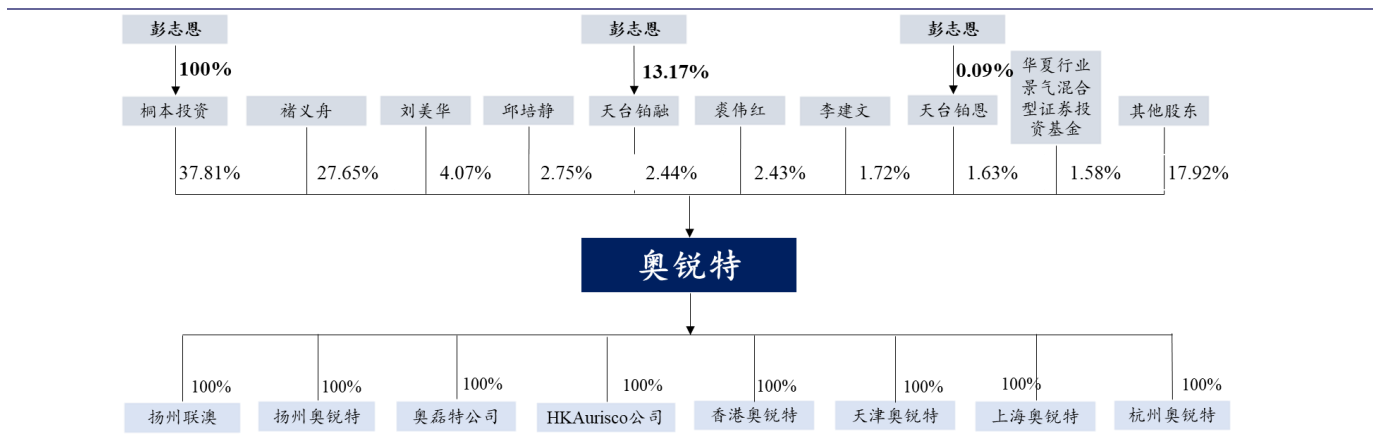 彭志恩 彭志恩 彭志恩
100% 13.17% 0.09%
桐本投资 褚义舟 刘美华 邱培静 天台铂融 裘伟红 李建文 天台铂恩
华夏行业
景气混合
型证券投
资基金
其他股东
37.81% 27.65% 4.07% 2.75% 2.44% 2.43% 1.72% 1.63% 1.58% 17.92%
奥锐特
100% 100% 100% 100% 100% 100% 100% 100%
扬州联澳 扬州奥锐特 奥磊特公司 HKAurisco公司 香港奥锐特 天津奥锐特 上海奥锐特 杭州奥锐特